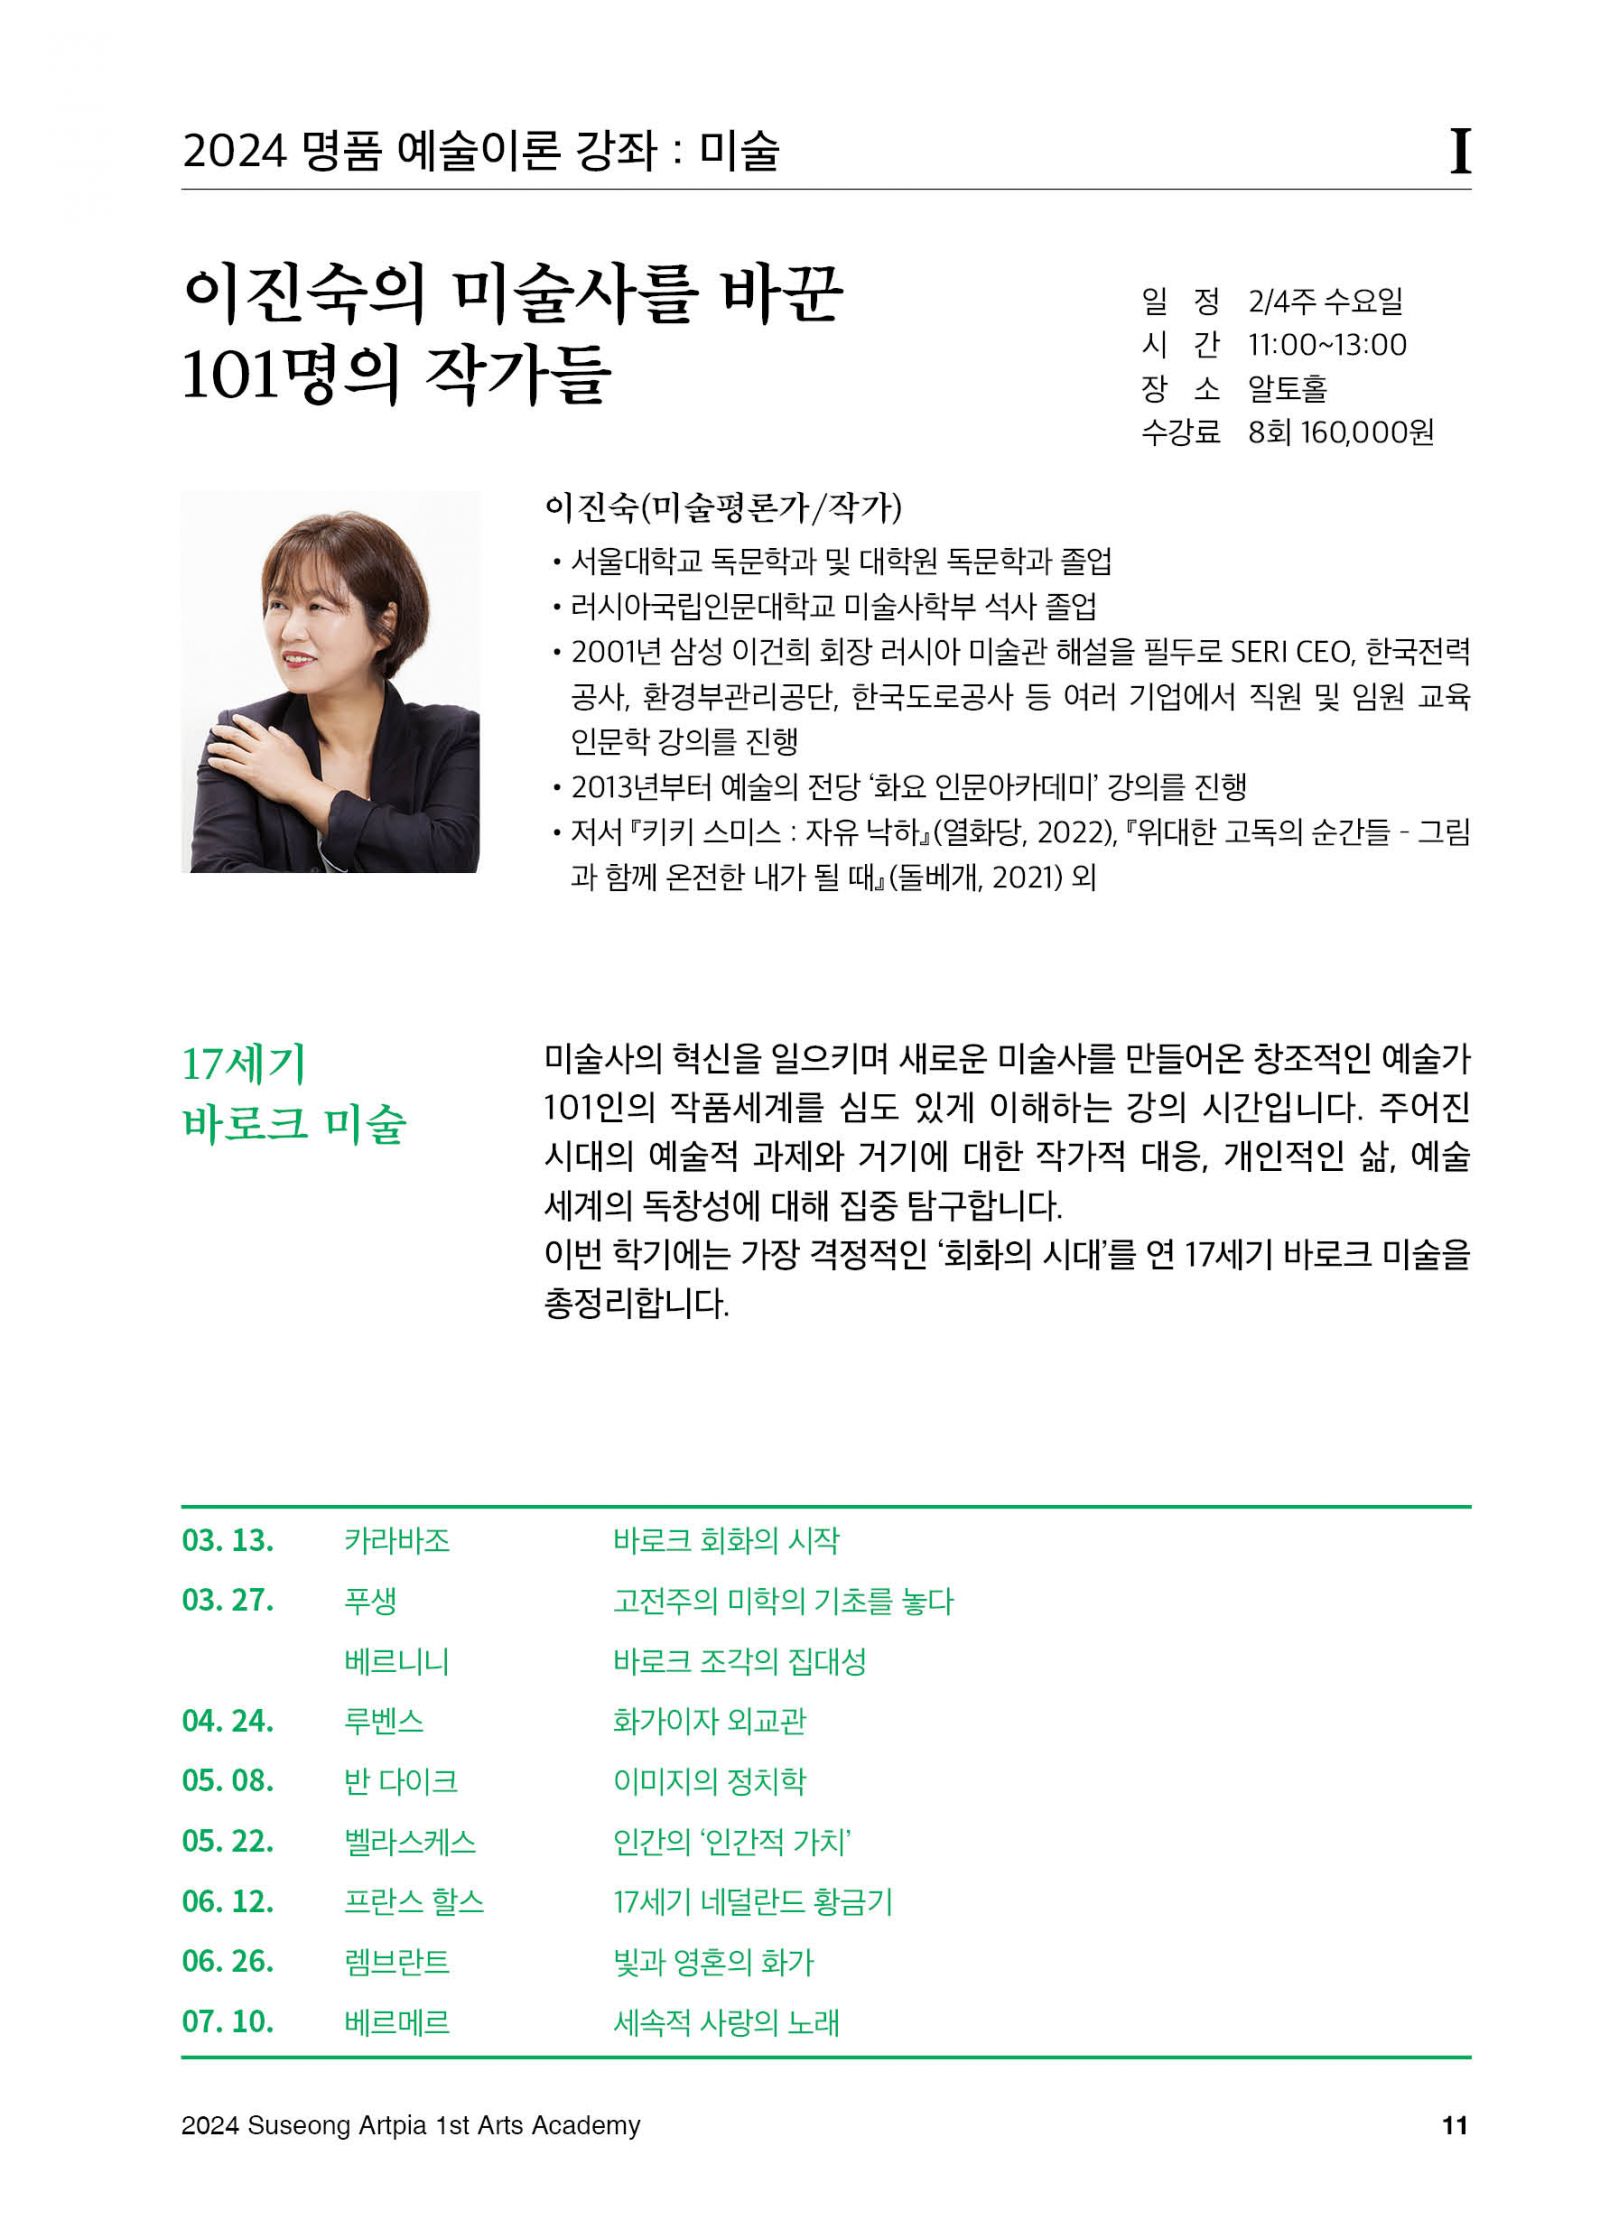 2024 명품 예술이론 강좌 : 미술
I
이진숙의 미술사를 바꾼
101명의 작가들
일 정 2/4주 수요일
시 간 11:00~13:00
장 소 알토홀
수강료 8회 160,000원
이진숙(미술평론가/작가)
• 서울대학교 독문학과 및 대학원 독문학과 졸업
• 러시아국립인문대학교 미술사학부 석사 졸업
• 2001년 삼성 이건희 회장 러시아 미술관 해설을 필두로 SERI CEO, 한국전력
공사, 환경부관리공단, 한국도로공사 등 여러 기업에서 직원 및 임원 교육
인문학 강의를 진행
• 2013년부터 예술의 전당 ‘화요 인문아카데미’ 강의를 진행
• 저서 『키키 스미스 : 자유 낙하』(열화당, 2022), 『위대한 고독의 순간들 - 그림
과 함께 온전한 내가 될 때』(돌베개, 2021) 외
17세기
바로크 미술
미술사의 혁신을 일으키며 새로운 미술사를 만들어온 창조적인 예술가
101인의 작품세계를 심도 있게 이해하는 강의 시간입니다. 주어진
시대의 예술적 과제와 거기에 대한 작가적 대응, 개인적인 삶, 예술
세계의 독창성에 대해 집중 탐구합니다.
이번 학기에는 가장 격정적인 ‘회화의 시대’를 연 17세기 바로크 미술을
총정리합니다.
03. 13. 카라바조 바로크 회화의 시작
03. 27. 푸생 고전주의 미학의 기초를 놓다
베르니니 바로크 조각의 집대성
04. 24. 루벤스 화가이자 외교관
05. 08. 반 다이크 이미지의 정치학
05. 22. 벨라스케스 인간의 ‘인간적 가치’
06. 12. 프란스 할스 17세기 네덜란드 황금기
06. 26. 렘브란트 빛과 영혼의 화가
07. 10. 베르메르 세속적 사랑의 노래
2024 Suseong Artpia 1st Arts Academy
11